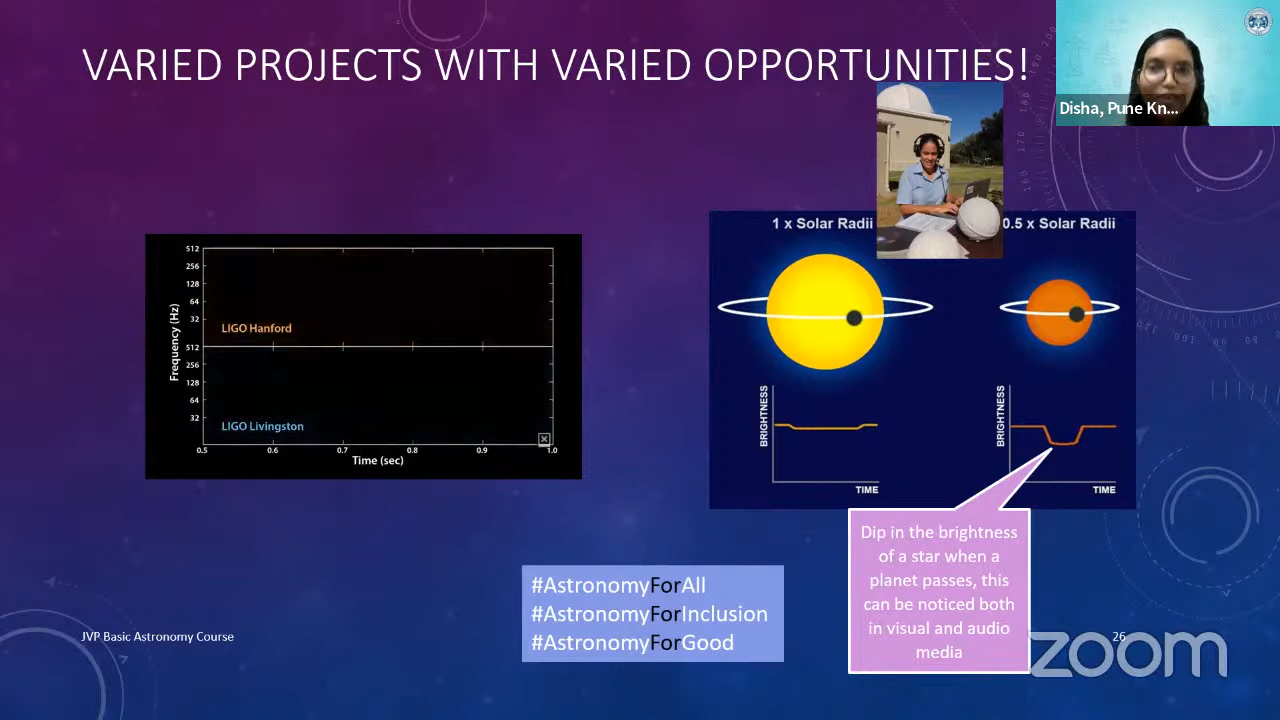 VARIED PROJECTS WITH VARIED OPPORTUNITIES!
Disha, Pune Kn...
512
256
128
64
32
LIGO Hanford
512
256
128
64
32
LIGO Livingston
Frequency (Hz)
0.5
0.6
0.7
0.8
0.9
1.0
Time (sec)
1 x Solar Radii
0.5 x Solar Radii
BRIGHTNESS
TIME
BRIGHTNESS
TIME
Dip in the brightness
of a star when a
planet passes, this
can be noticed both
in visual and audio
media
#AstronomyForAll
#AstronomyForInclusion
#AstronomyForGood
JVP Basic Astronomy Course
26
zoom